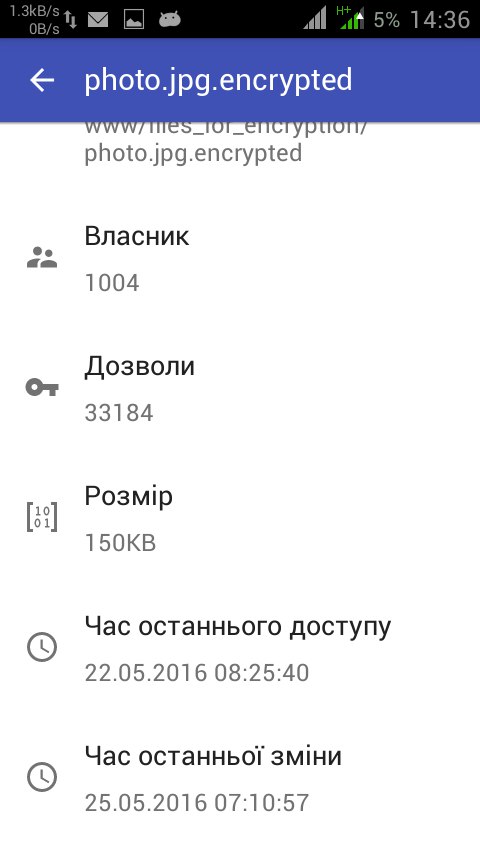 1.3kB/s
0B/s
H+
5%
14:36
photo.jpg.encrypted
www/files_for_encryption/
photo.jpg.encrypted
Власник
1004
Дозволи
33184
10
01
Розмір
150KB
Час останнього доступу
22.05.2016 08:25:40
Час останньої зміни
25.05.2016 07:10:57